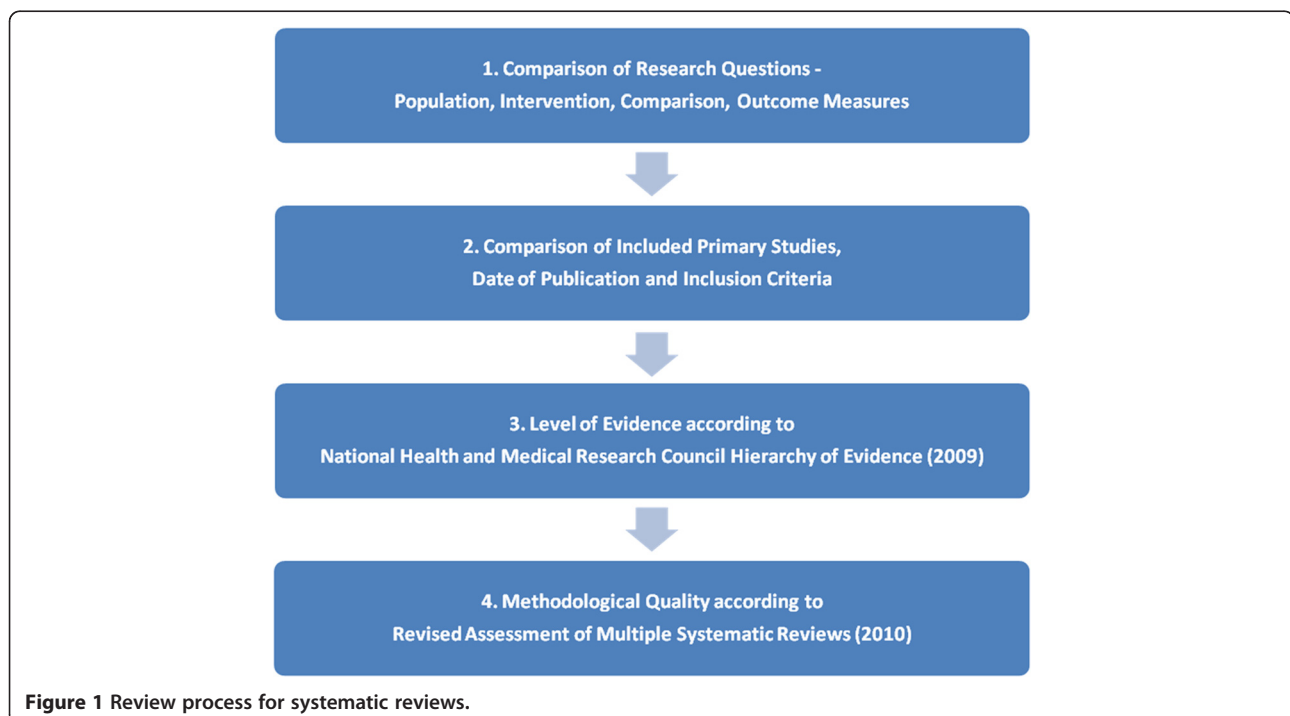 1. Comparison of Research Questions -
Population, Intervention, Comparison, Outcome Measures
2. Comparison of Included Primary Studies,
Date of Publication and Inclusion Criteria
3. Level of Evidence according to
National Health and Medical Research Council Hierarchy of Evidence (2009)
4. Methodological Quality according to
Revised Assessment of Multiple Systematic Reviews (2010)
Figure 1 Review process for systematic reviews.